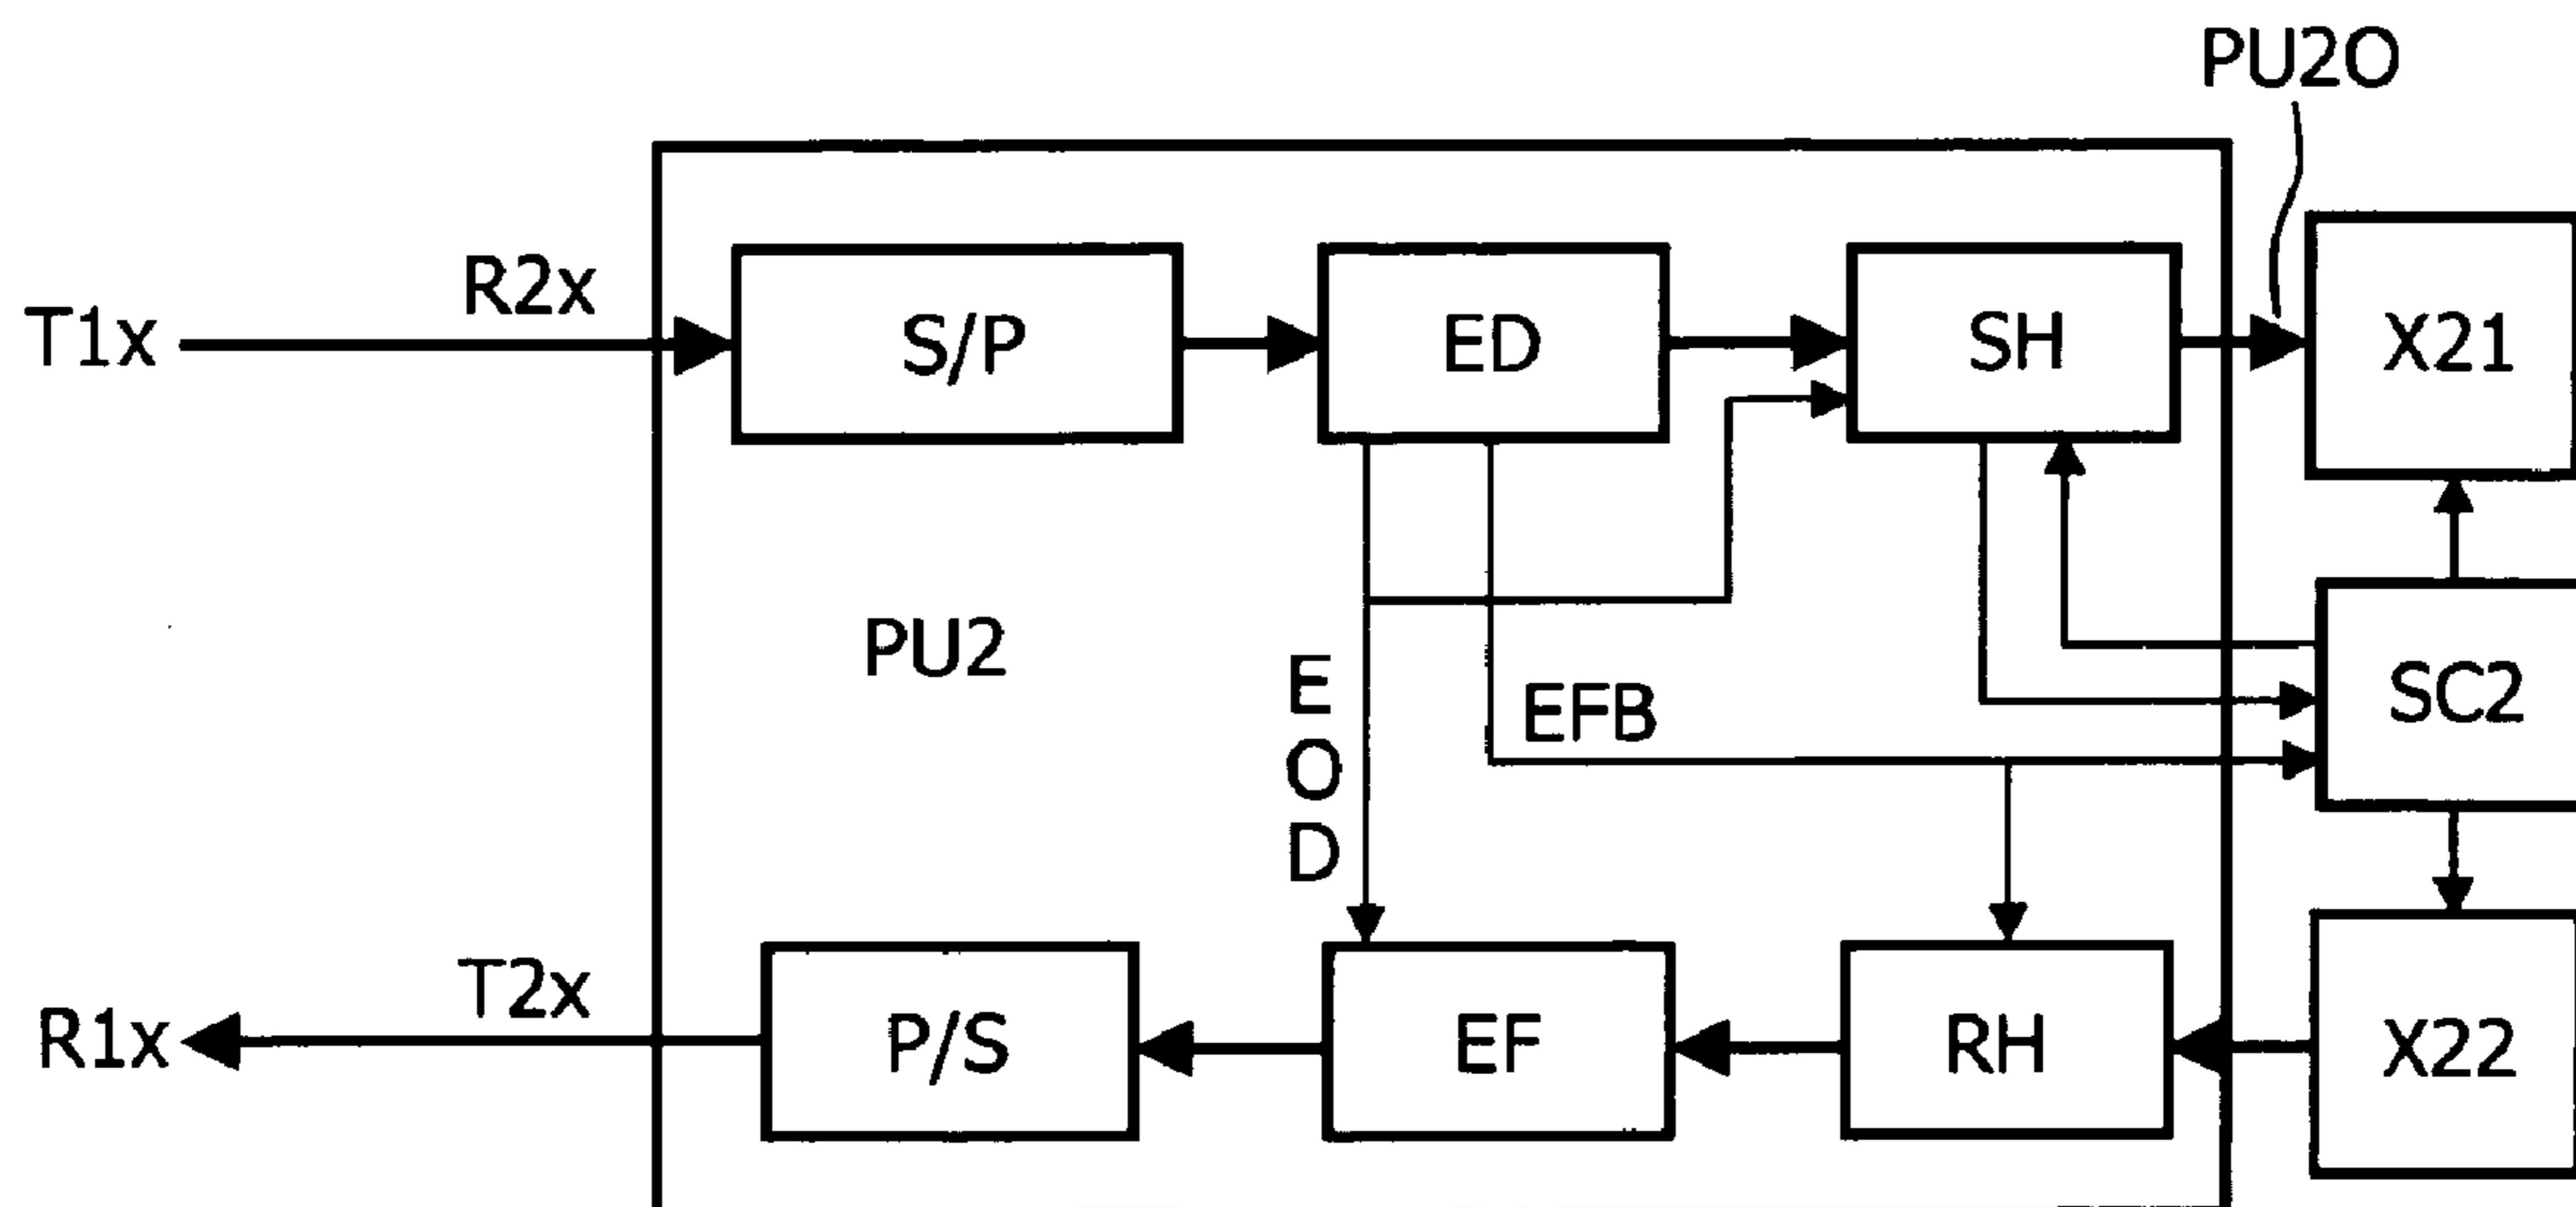 PU2O
T1x
R2x
S/P
ED
SH
X21
PU2
E
O
D
EFB
SC2
R1x
T2x
P/S
EF
RH
X22